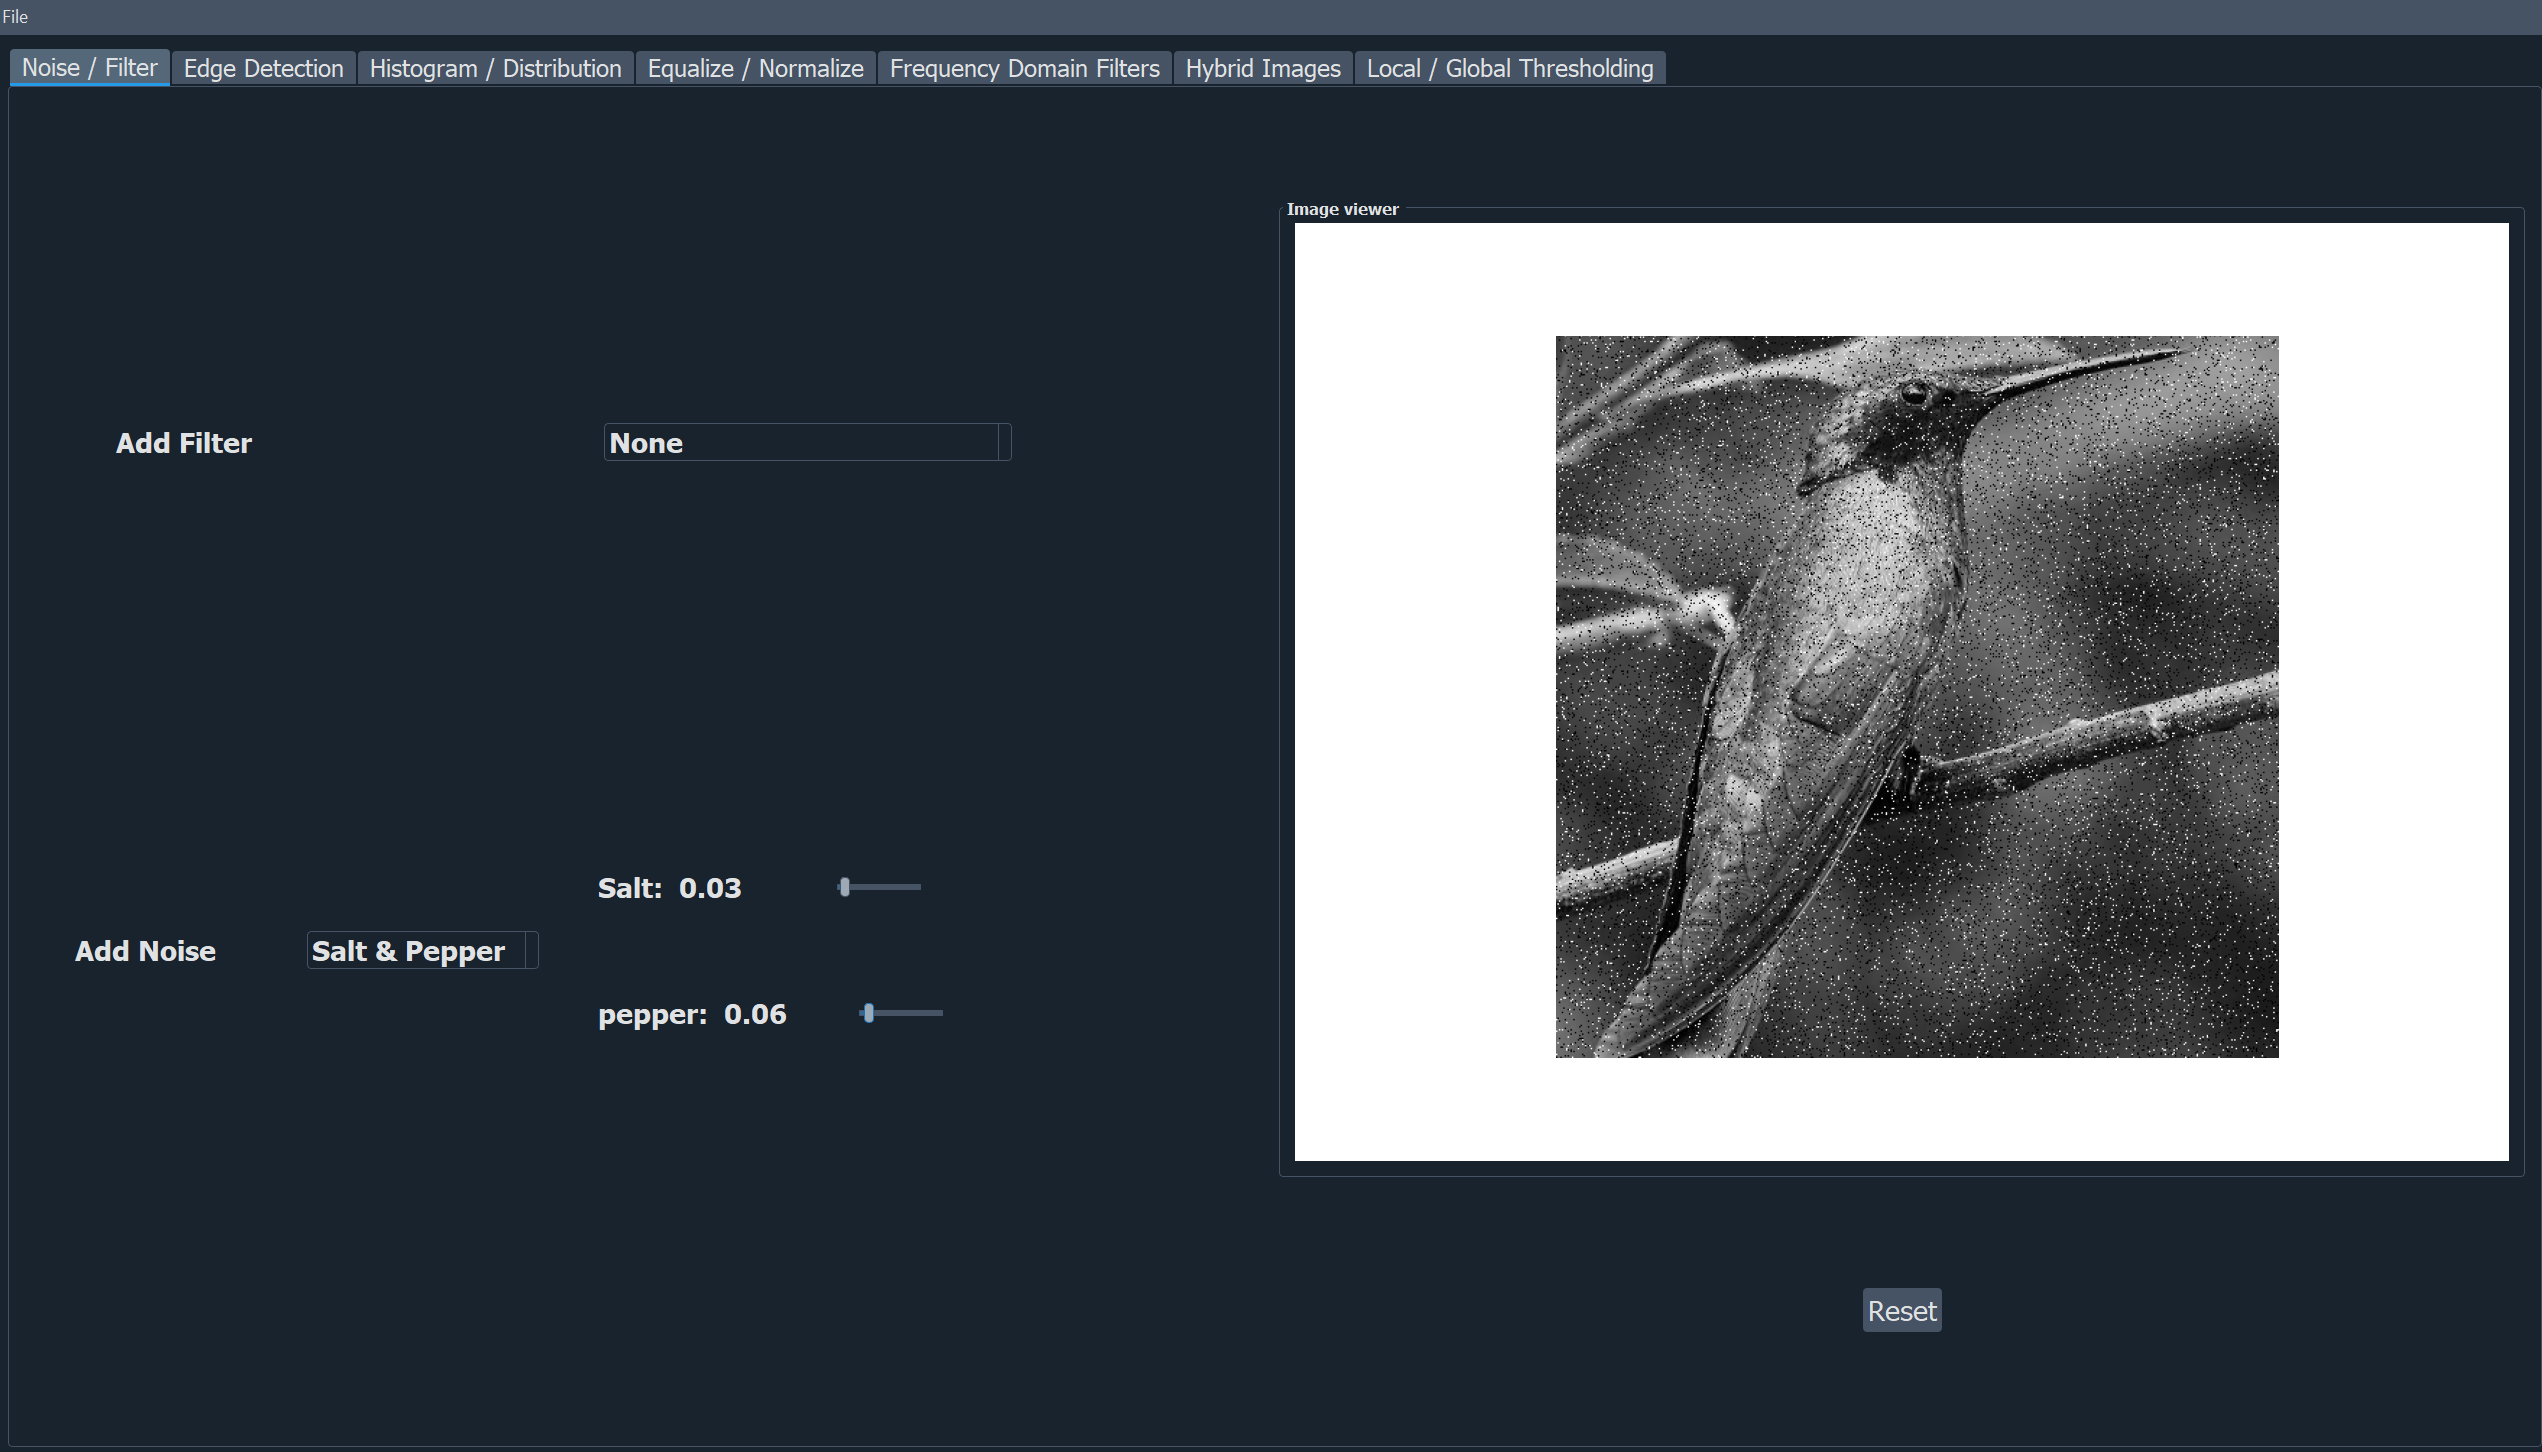 File
Noise / Filter Edge Detection Histogram / Distribution Equalize / Normalize Frequency Domain Filters Hybrid Images Local / Global Thresholding
Image viewer
Add Filter None
Salt: 0.03
Add Noise Salt & Pepper
pepper: 0.06
Reset